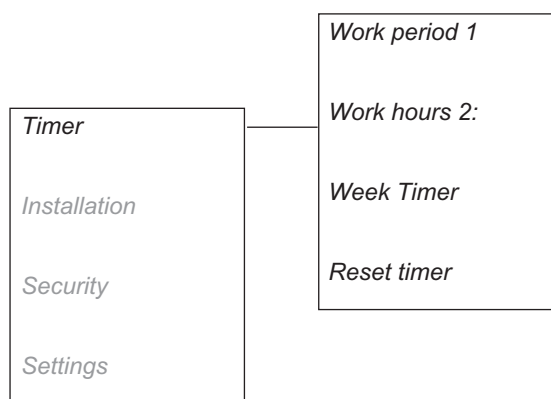 Timer
Installation
Security
Settings
Work period 1
Work hours 2:
Week Timer
Reset timer